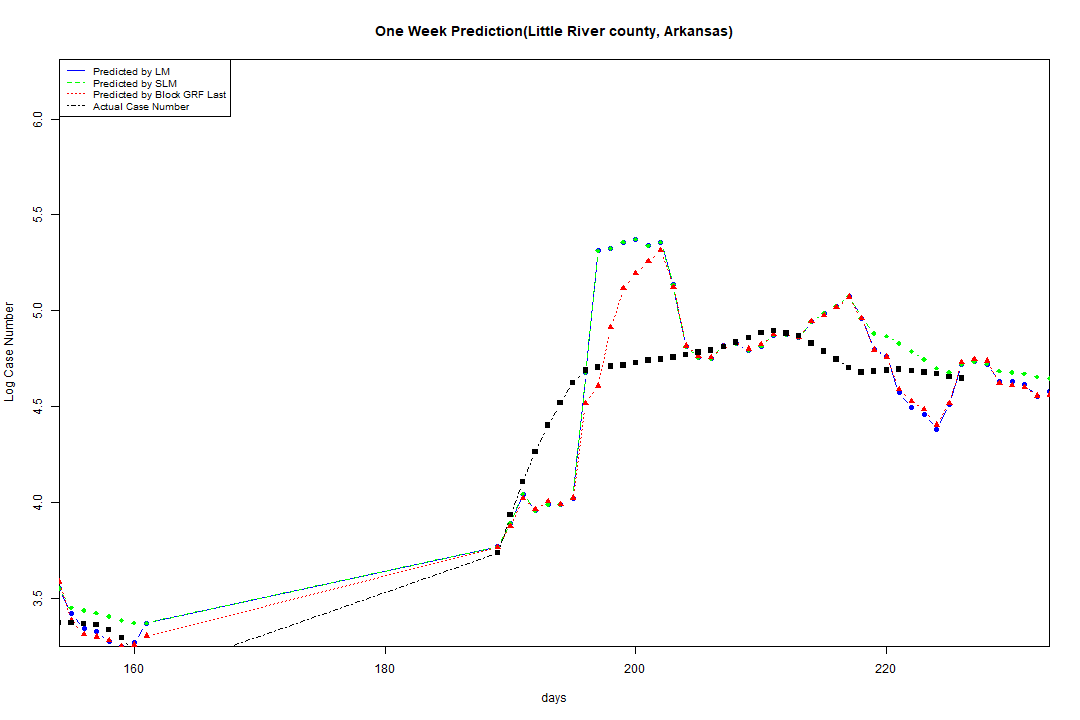 One Week Prediction(Little River county, Arkansas)
Predicted by LM
Predicted by SLM
Predicted by Block GRF Last
Actual Case Number
6.0
5.5
5.0
4.5
4.0
3.5
Log Case Number
160 180 200 220
days